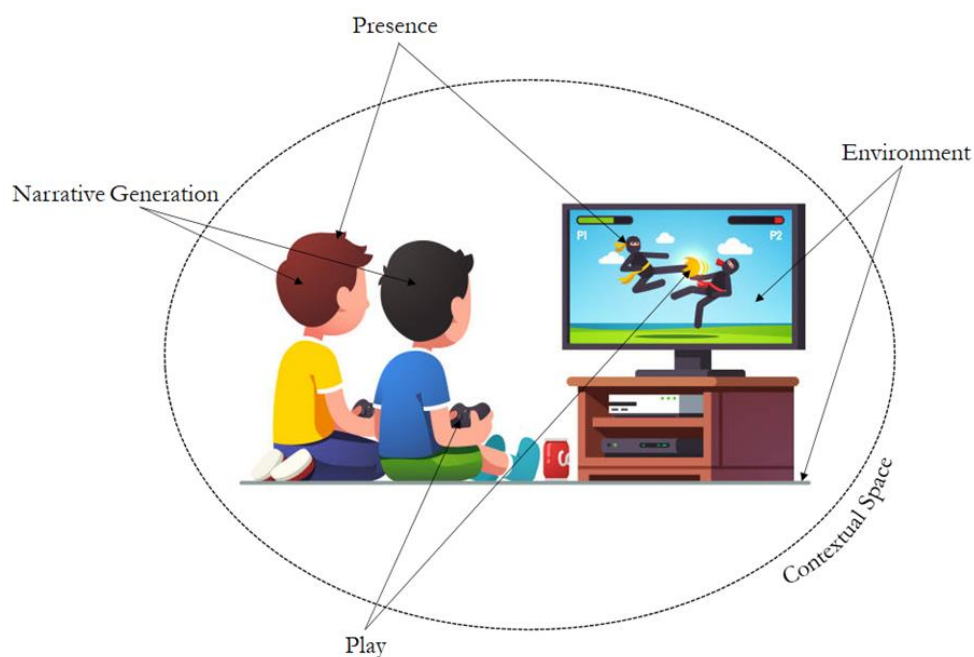 Presence
Environment
Narrative Generation
P1
P2
Contextual Space
Play